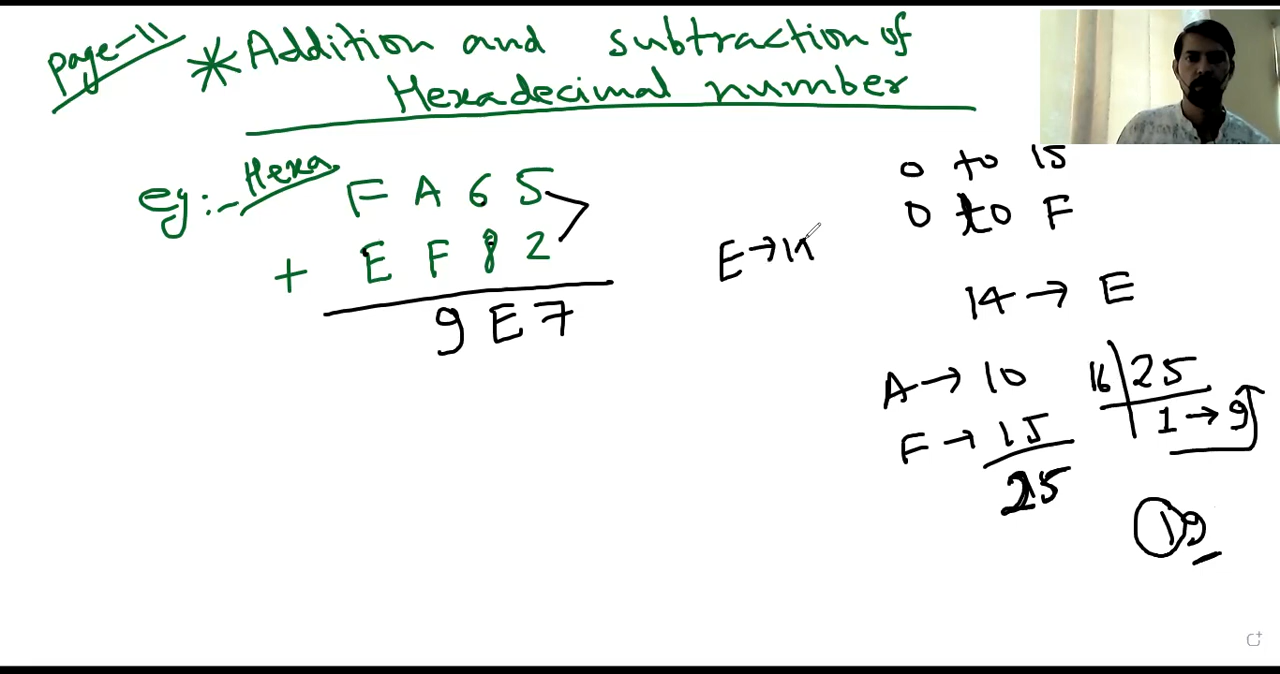 page-11 * Addition and subtraction of
Hexadecimal number
eg:- Hexa F A 6 5
+ E F 8 2
9 E 7
0 to 15
0 to F
E → 14
14 → E
A → 10
F → 15
25
16 25
1 → 9
19